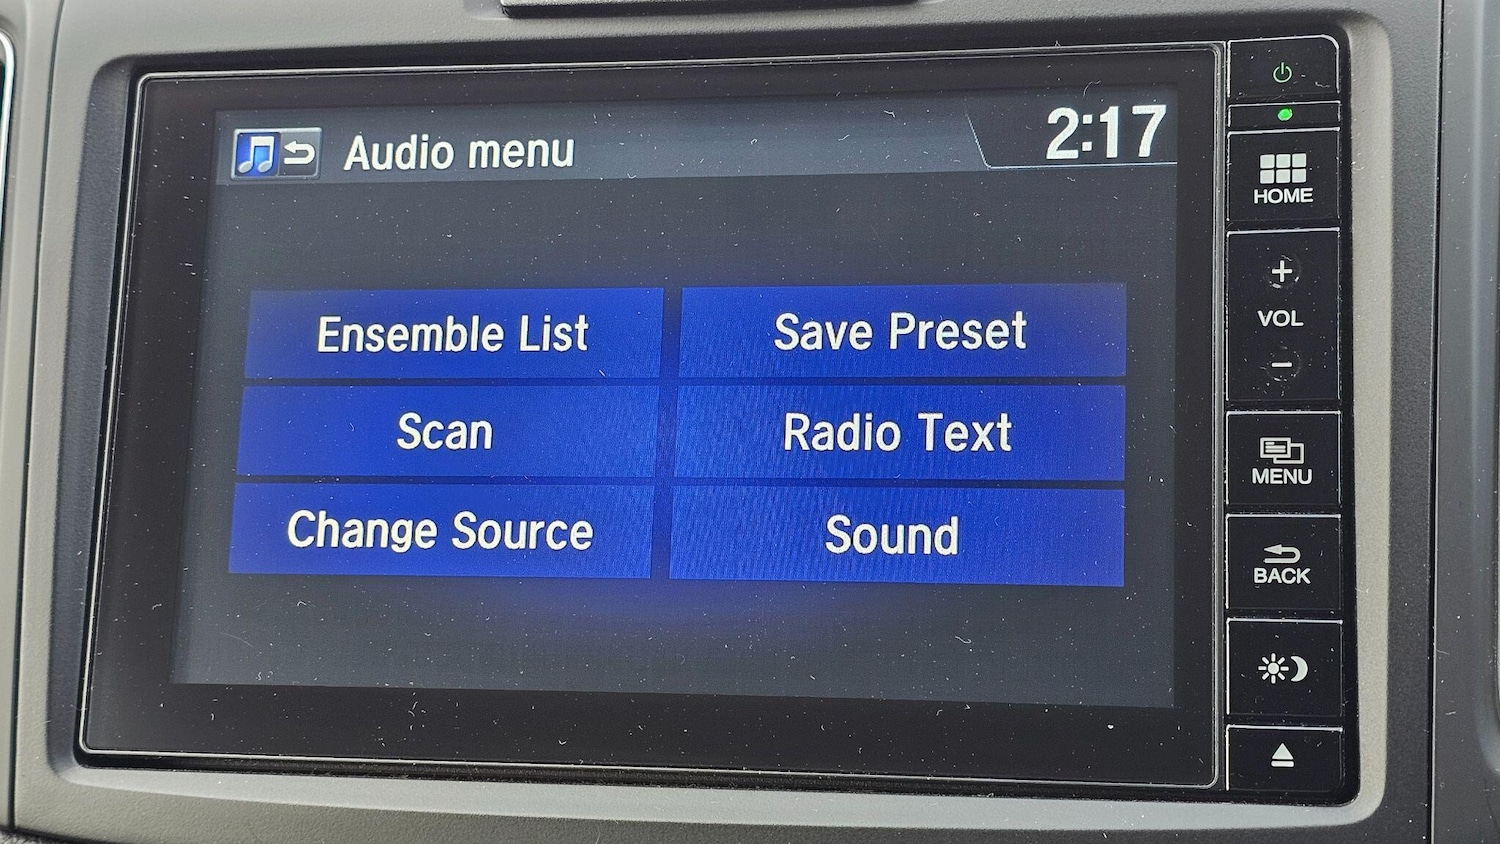 Audio menu
2:17
Ensemble List
Save Preset
Scan
Radio Text
Change Source
Sound
HOME
+
VOL
−
MENU
BACK